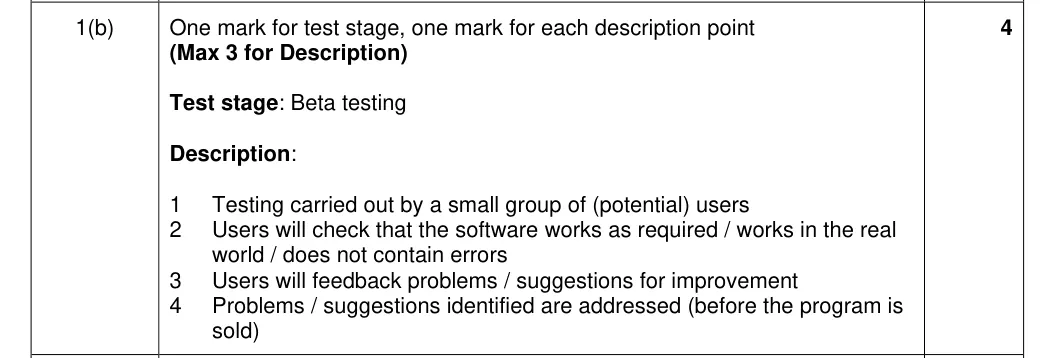 1(b)
One mark for test stage, one mark for each description point
(Max 3 for Description)
4
Test stage: Beta testing
Description:
1 Testing carried out by a small group of (potential) users
2 Users will check that the software works as required / works in the real
world / does not contain errors
3 Users will feedback problems / suggestions for improvement
4 Problems / suggestions identified are addressed (before the program is
sold)